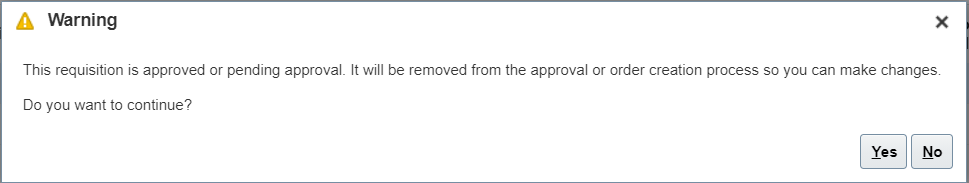 Warning
This requisition is approved or pending approval. It will be removed from the approval or order creation process so you can make changes.
Do you want to continue?
Yes No